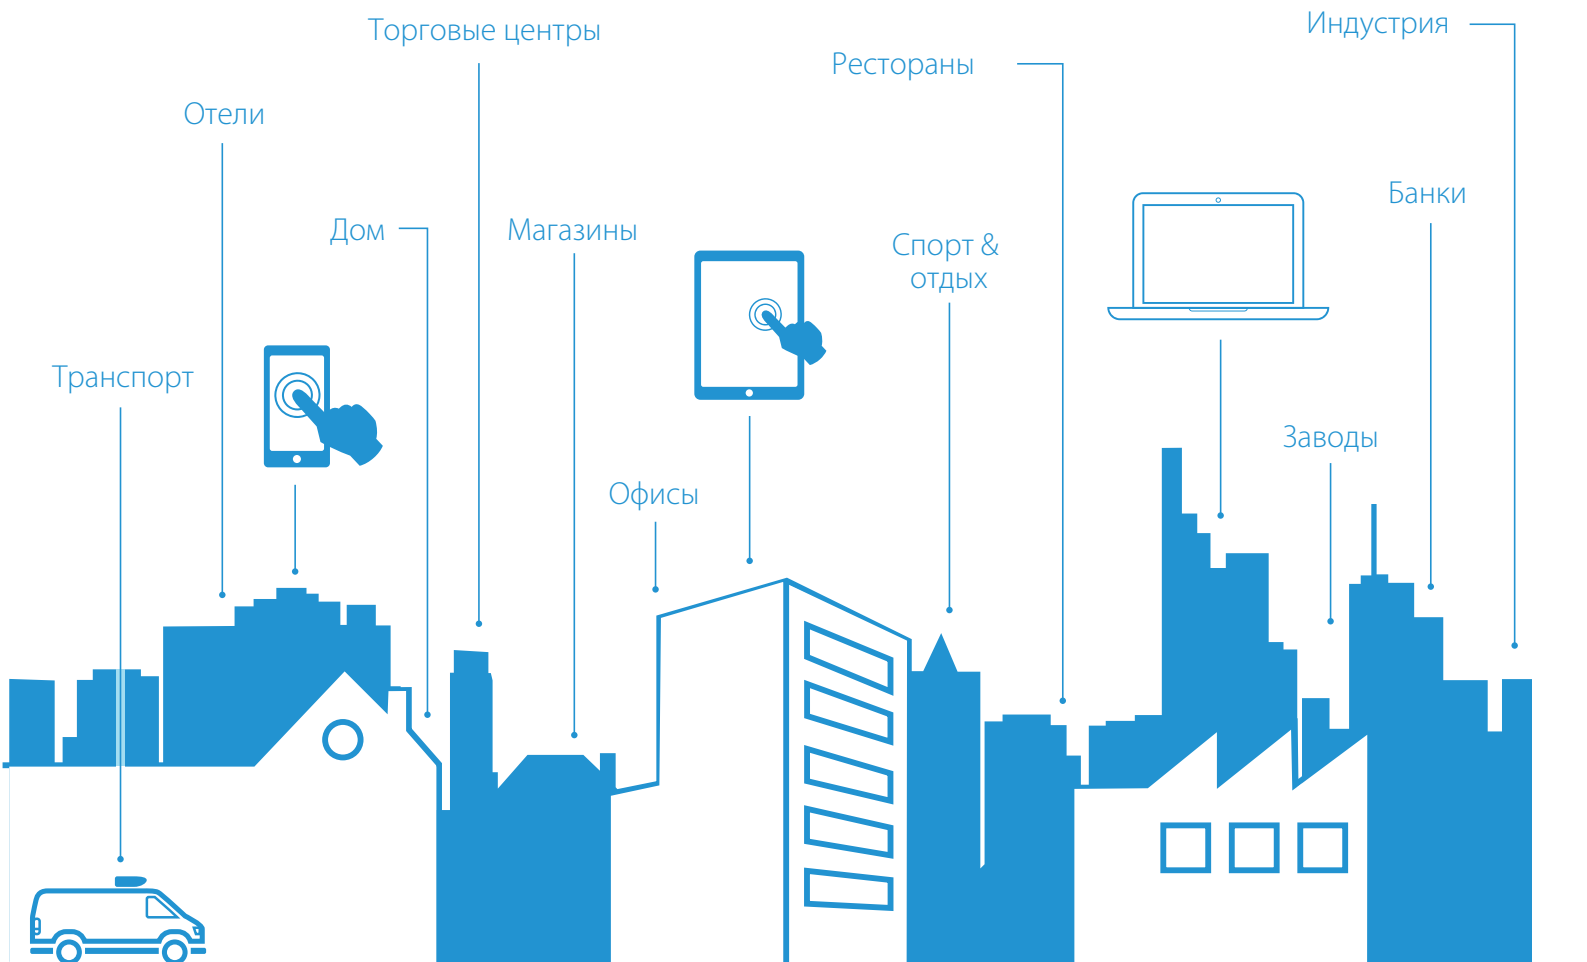 Торговые центры
Индустрия
Рестораны
Отели
Банки
Дом
Магазины
Спорт &
отдых
Транспорт
Заводы
Офисы